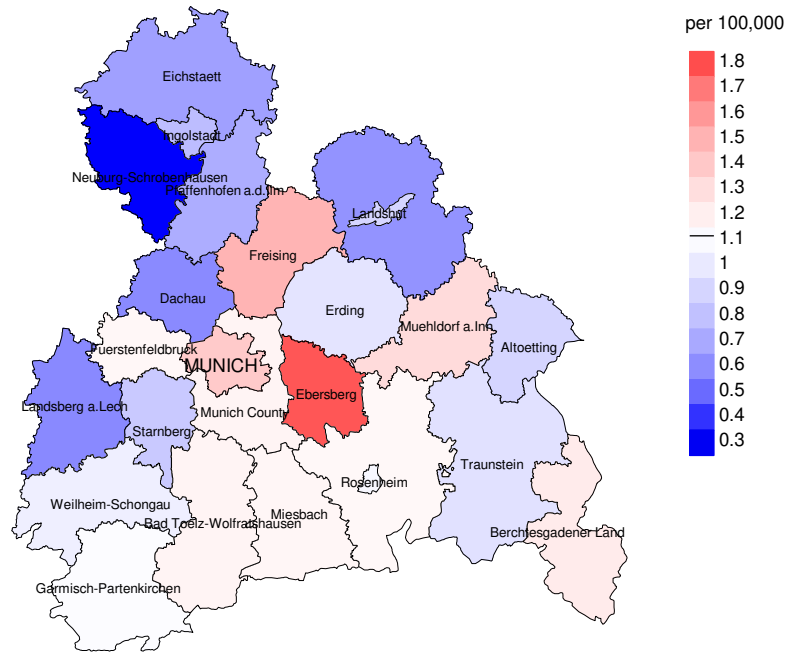 per 100,000
1.8
1.7
1.6
1.5
1.4
1.3
1.2
1.1
1
0.9
0.8
0.7
0.6
0.5
0.4
0.3
Eichstaett
Ingolstadt
Neuburg-Schrobenhausen
Pfaffenhofen a.d.Ilm
Landshut
Freising
Dachau
Erding
Muehldorf a.Inn
Altoetting
Fuerstenfeldbruck
MUNICH
Ebersberg
Landsberg a.Lech
Munich County
Starnberg
Traunstein
Rosenheim
Weilheim-Schongau
Miesbach
Bad Toelz-Wolfratshausen
Berchtesgadener Land
Garmisch-Partenkirchen